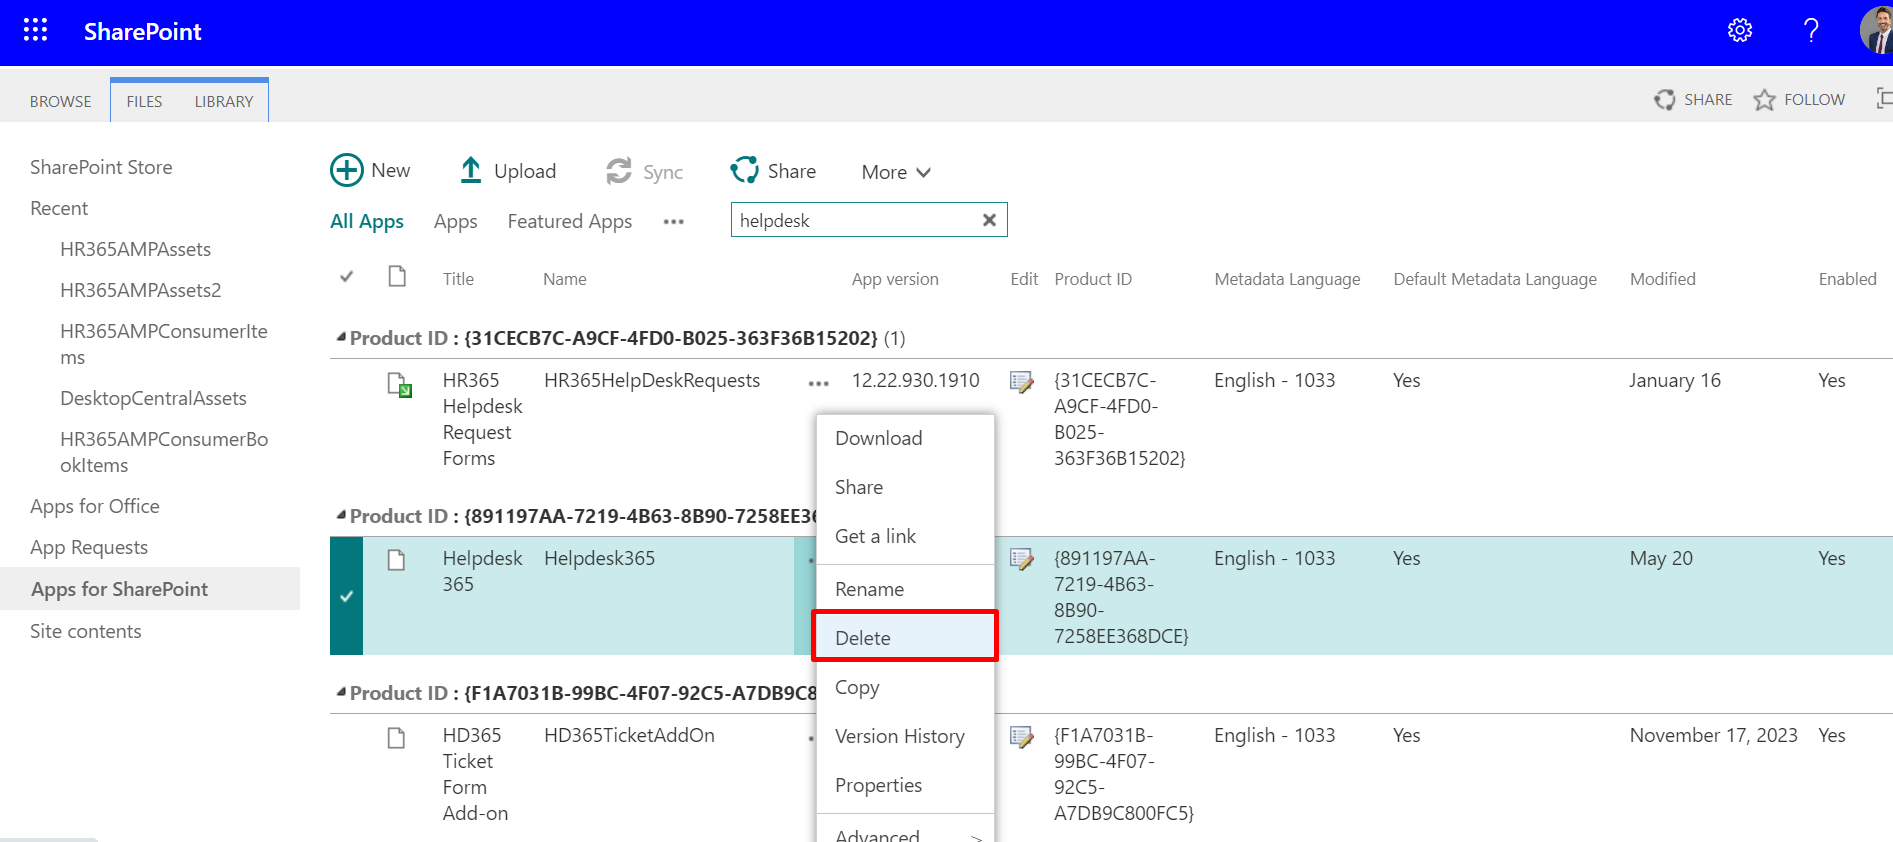 SharePoint
BROWSE FILES LIBRARY SHARE FOLLOW
SharePoint Store
Recent
HR365AMPAssets
HR365AMPAssets2
HR365AMPConsumerIte
ms
DesktopCentralAssets
HR365AMPConsumerBo
okItems
Apps for Office
App Requests
Apps for SharePoint
Site contents
New Upload Sync Share More
All Apps Apps Featured Apps ••• helpdesk
Title Name App version Edit Product ID Metadata Language Default Metadata Language Modified Enabled
Product ID : {31CECB7C-A9CF-4FD0-B025-363F36B15202} (1)
HR365 HR365HelpDeskRequests ••• 12.22.930.1910 {31CECB7C- English - 1033 Yes January 16 Yes
Helpdesk A9CF-4FD0-
Request B025-
Forms 363F36B15202}
Product ID : {891197AA-7219-4B63-8B90-7258EE36
Helpdesk Helpdesk365 {891197AA- English - 1033 Yes May 20 Yes
365 7219-4B63-
8B90-
7258EE368DCE}
Product ID : {F1A7031B-99BC-4F07-92C5-A7DB9C8
HD365 HD365TicketAddOn {F1A7031B- English - 1033 Yes November 17, 2023 Yes
Ticket 99BC-4F07-
Form 92C5-
Add-on A7DB9C800FC5}
Download
Share
Get a link
Rename
Delete
Copy
Version History
Properties
Advanced >